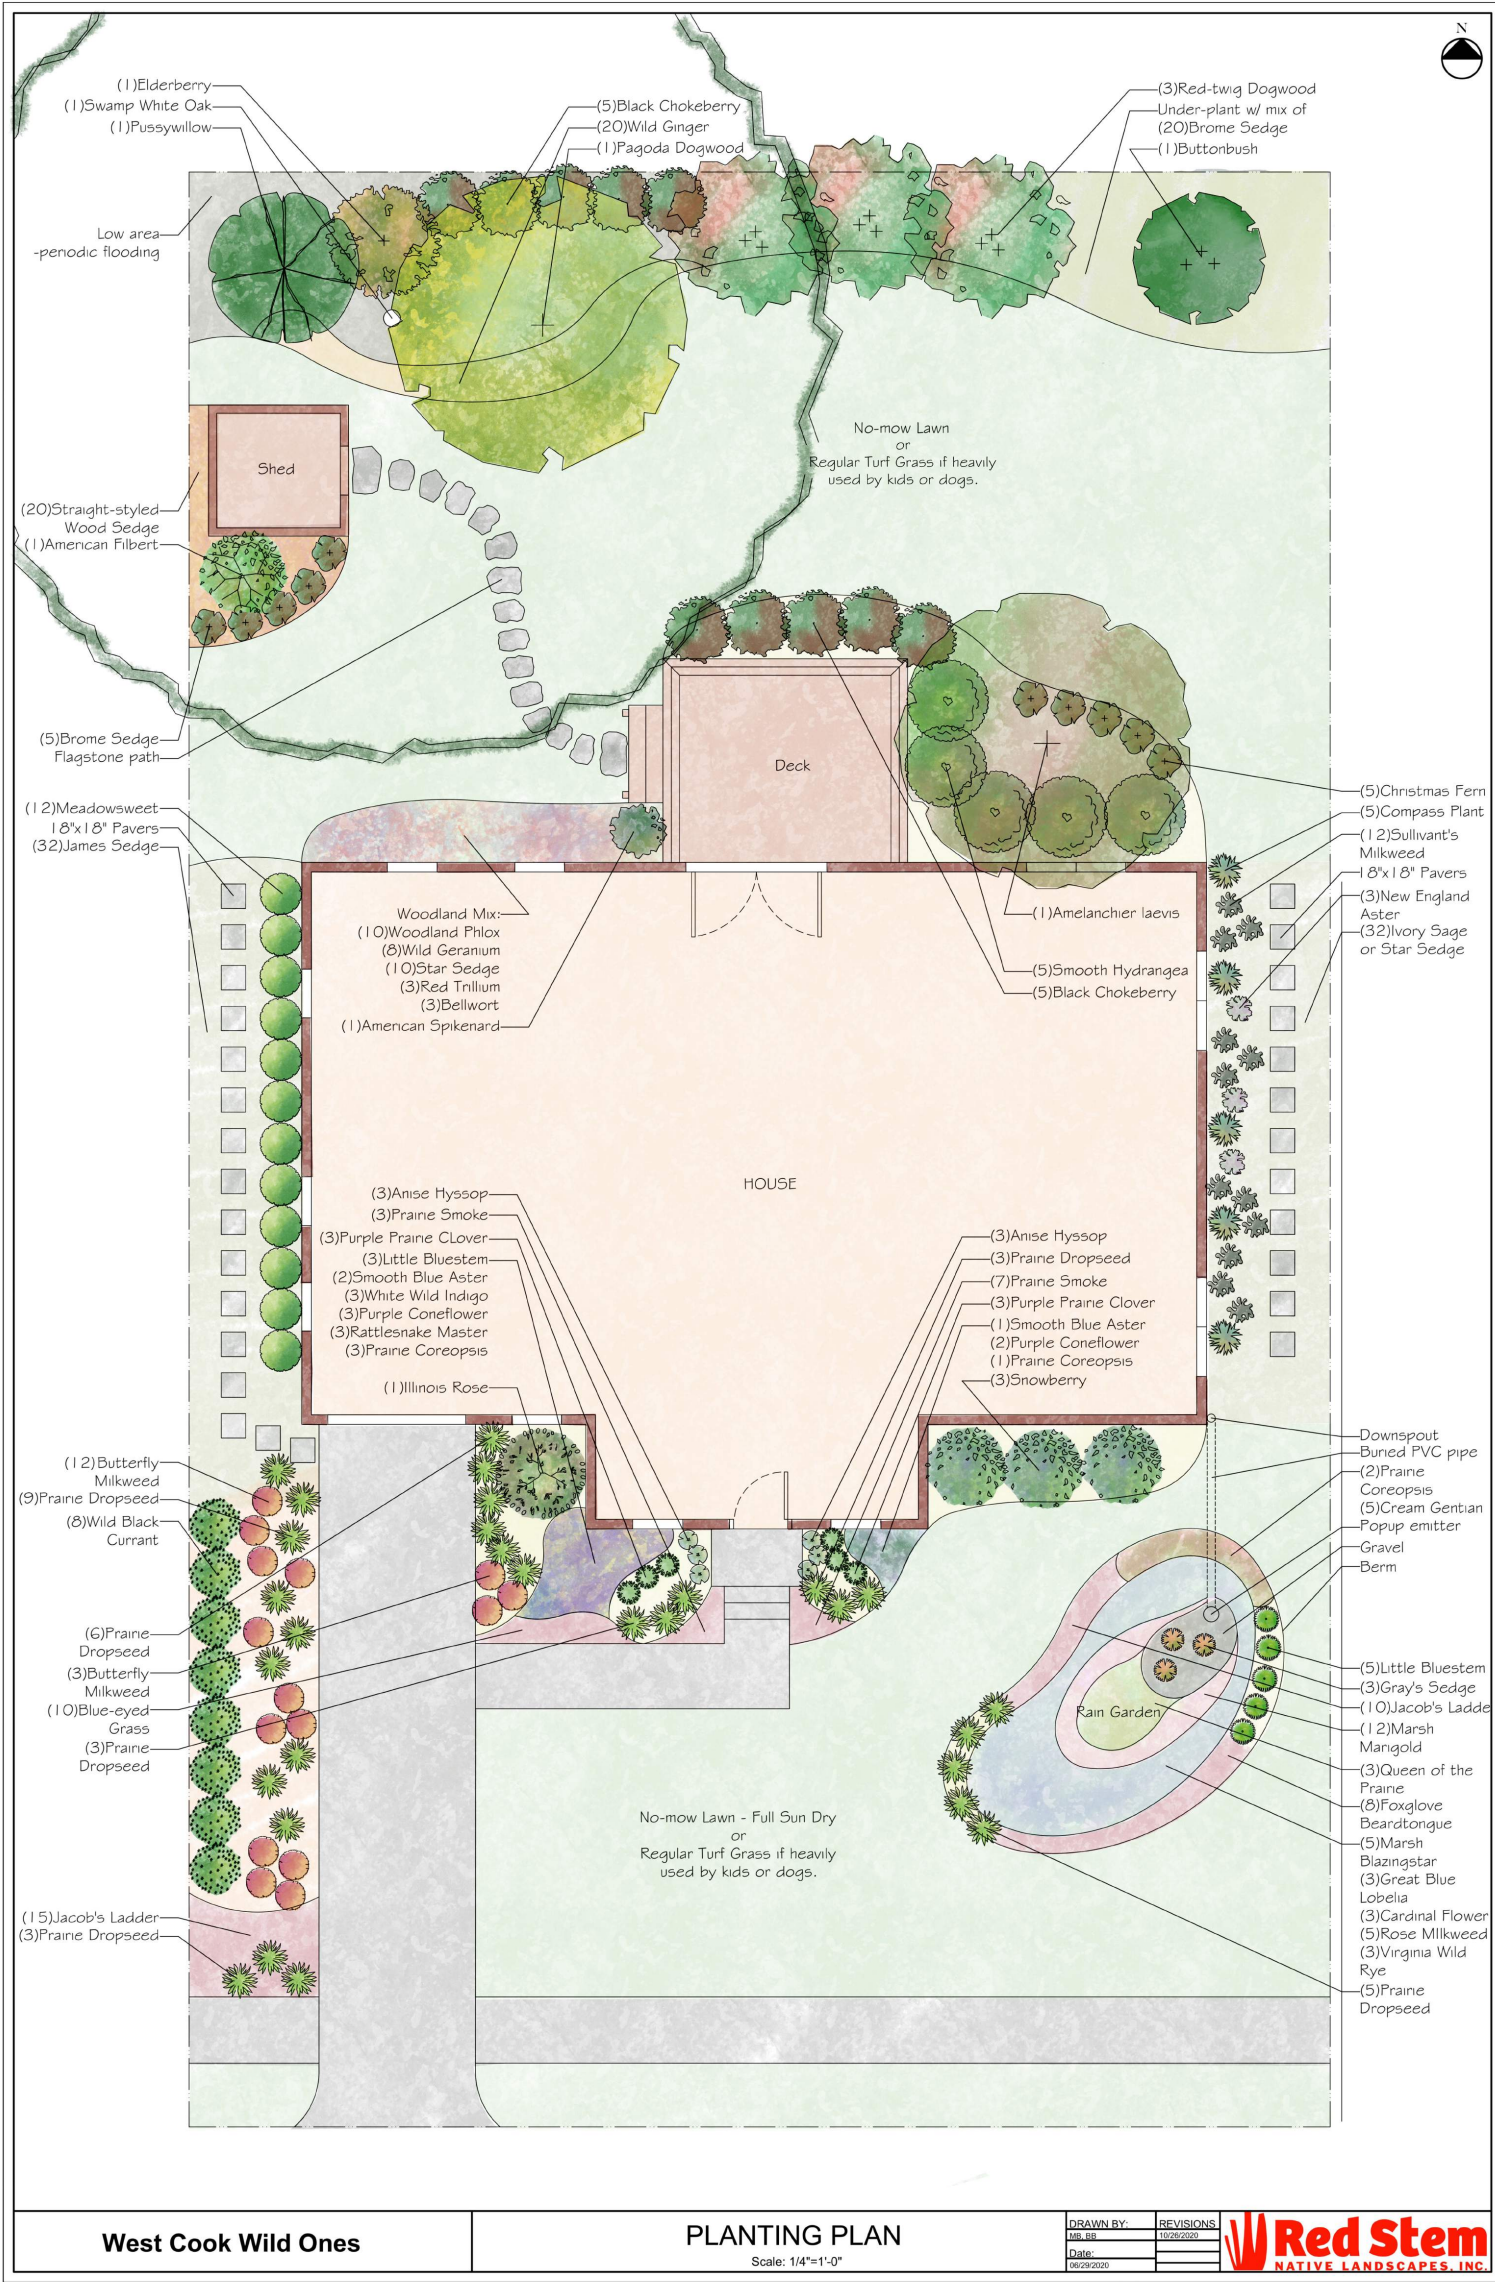 N
(1)Elderberry
(1)Swamp White Oak
(1)Pussywillow
(5)Black Chokeberry
(20)Wild Ginger
(1)Pagoda Dogwood
(3)Red-twig Dogwood
Under-plant w/ mix of
(20)Brome Sedge
(1)Buttonbush
Low area
-periodic flooding
No-mow Lawn
or
Regular Turf Grass if heavily
used by kids or dogs.
Shed
(20)Straight-styled
Wood Sedge
(1)American Filbert
(5)Brome Sedge
Flagstone path
Deck
(12)Meadowsweet
18"x18" Pavers
(32)James Sedge
(5)Christmas Fern
(5)Compass Plant
(12)Sullivant's
Milkweed
18"x18" Pavers
(3)New England
Aster
(32)Ivory Sage
or Star Sedge
Woodland Mix:
(10)Woodland Phlox
(8)Wild Geranium
(10)Star Sedge
(3)Red Trillium
(3)Bellwort
(1)American Spikenard
(1)Amelanchier laevis
(5)Smooth Hydrangea
(5)Black Chokeberry
HOUSE
(3)Anise Hyssop
(3)Prairie Smoke
(3)Purple Prairie CLover
(3)Little Bluestem
(2)Smooth Blue Aster
(3)White Wild Indigo
(3)Purple Coneflower
(3)Rattlesnake Master
(3)Prairie Coreopsis
(1)Illinois Rose
(3)Anise Hyssop
(3)Prairie Dropseed
(7)Prairie Smoke
(3)Purple Prairie Clover
(1)Smooth Blue Aster
(2)Purple Coneflower
(1)Prairie Coreopsis
(3)Snowberry
(12)Butterfly
Milkweed
(9)Prairie Dropseed
(8)Wild Black
Currant
(6)Prairie
Dropseed
(3)Butterfly
Milkweed
(10)Blue-eyed
Grass
(3)Prairie
Dropseed
(15)Jacob's Ladder
(3)Prairie Dropseed
Downspout
Buried PVC pipe
(2)Prairie
Coreopsis
(5)Cream Gentian
Popup emitter
Gravel
Berm
(5)Little Bluestem
(3)Gray's Sedge
(10)Jacob's Ladde
(12)Marsh
Marigold
(3)Queen of the
Prairie
(8)Foxglove
Beardtongue
(5)Marsh
Blazingstar
(3)Great Blue
Lobelia
(3)Cardinal Flower
(5)Rose MIlkweed
(3)Virginia Wild
Rye
(5)Prairie
Dropseed
Rain Garden
No-mow Lawn - Full Sun Dry
or
Regular Turf Grass if heavily
used by kids or dogs.
West Cook Wild Ones
PLANTING PLAN
Scale: 1/4"=1'-0"
DRAWN BY:
MB, BB
Date:
06/29/2020
REVISIONS
10/26/2020
Red Stem
NATIVE LANDSCAPES, INC.